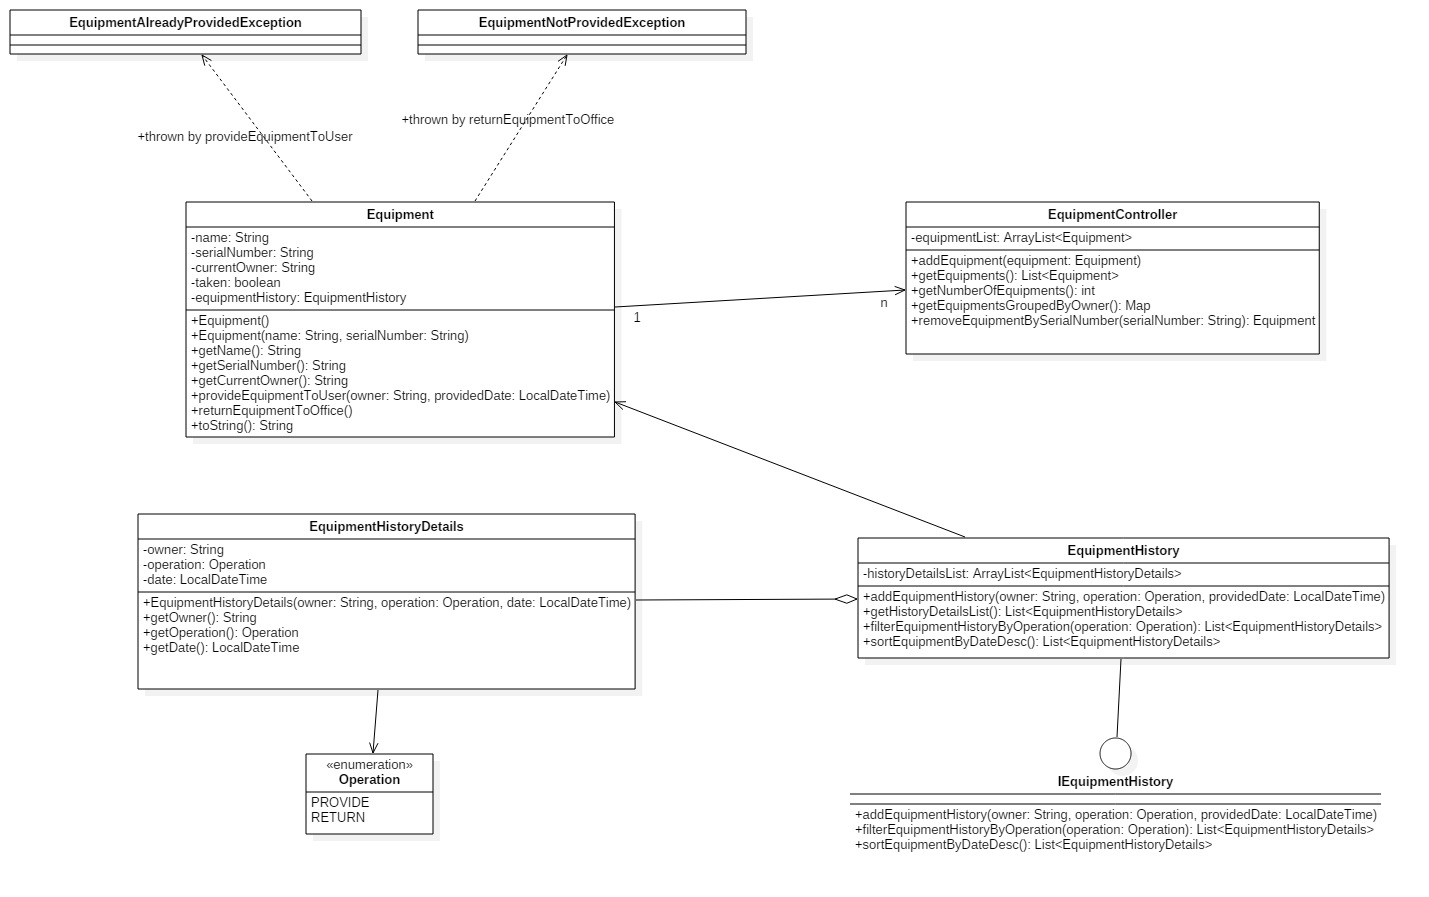 EquipmentAlreadyProvidedException
EquipmentNotProvidedException
+thrown by provideEquipmentToUser
+thrown by returnEquipmentToOffice
Equipment
-name: String
-serialNumber: String
-currentOwner: String
-taken: boolean
-equipmentHistory: EquipmentHistory
+Equipment()
+Equipment(name: String, serialNumber: String)
+getName(): String
+getSerialNumber(): String
+getCurrentOwner(): String
+provideEquipmentToUser(owner: String, providedDate: LocalDateTime)
+returnEquipmentToOffice()
+toString(): String
1
n
EquipmentController
-equipmentList: ArrayList<Equipment>
+addEquipment(equipment: Equipment)
+getEquipments(): List<Equipment>
+getNumberOfEquipments(): int
+getEquipmentsGroupedByOwner(): Map
+removeEquipmentBySerialNumber(serialNumber: String): Equipment
EquipmentHistoryDetails
-owner: String
-operation: Operation
-date: LocalDateTime
+EquipmentHistoryDetails(owner: String, operation: Operation, date: LocalDateTime)
+getOwner(): String
+getOperation(): Operation
+getDate(): LocalDateTime
EquipmentHistory
-historyDetailsList: ArrayList<EquipmentHistoryDetails>
+addEquipmentHistory(owner: String, operation: Operation, providedDate: LocalDateTime)
+getHistoryDetailsList(): List<EquipmentHistoryDetails>
+filterEquipmentHistoryByOperation(operation: Operation): List<EquipmentHistoryDetails>
+sortEquipmentByDateDesc(): List<EquipmentHistoryDetails>
«enumeration»
Operation
PROVIDE
RETURN
IEquipmentHistory
+addEquipmentHistory(owner: String, operation: Operation, providedDate: LocalDateTime)
+filterEquipmentHistoryByOperation(operation: Operation): List<EquipmentHistoryDetails>
+sortEquipmentByDateDesc(): List<EquipmentHistoryDetails>